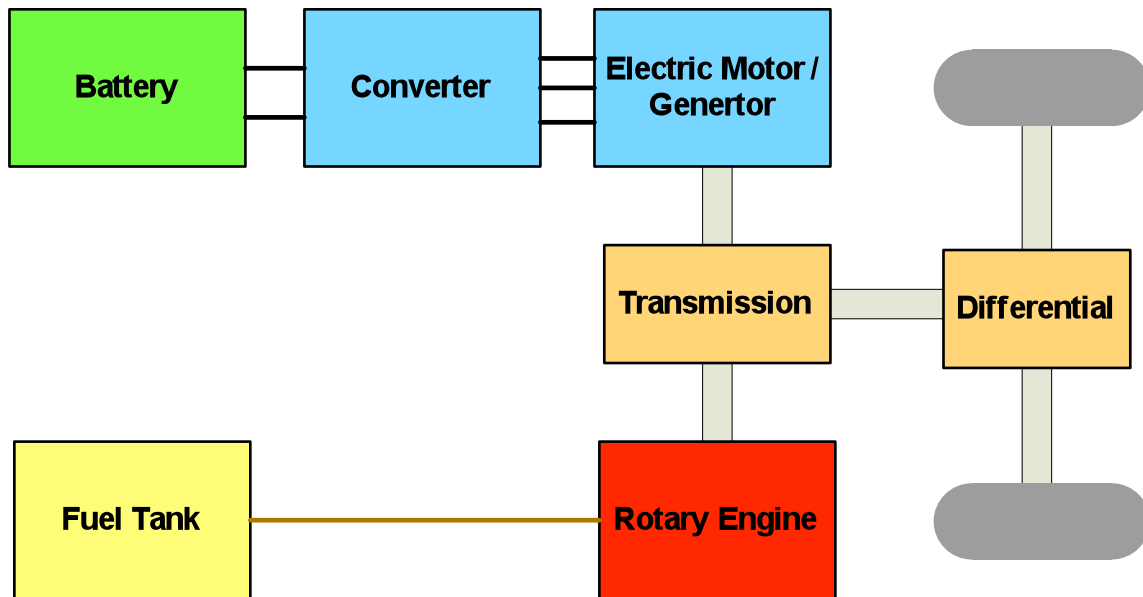 Battery
Converter
Electric Motor /
Genertor
Transmission
Differential
Fuel Tank
Rotary Engine